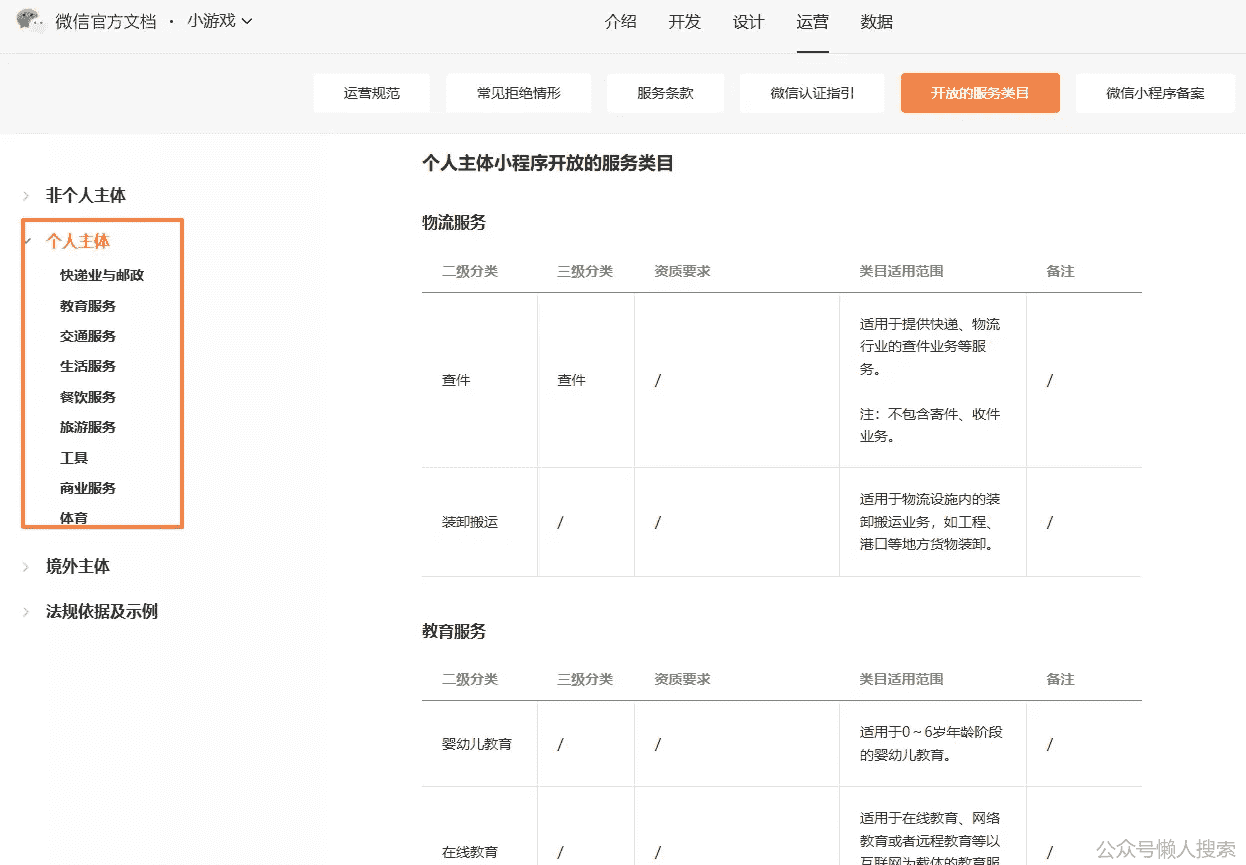 微信官方文档 · 小游戏
介绍 开发 设计 运营 数据
运营规范 常见拒绝情形 服务条款 微信认证指引 开放的服务类目 微信小程序备案
非个人主体
个人主体
快递业与邮政
教育服务
交通服务
生活服务
餐饮服务
旅游服务
工具
商业服务
体育
境外主体
法规依据及示例
个人主体小程序开放的服务类目
物流服务
二级分类 三级分类 资质要求 类目适用范围 备注
查件 查件 / 适用于提供快递、物流
行业的查件业务等服
务。
注：不包含寄件、收件
业务。
/
装卸搬运 / / 适用于物流设施内的装
卸搬运业务，如工程、
港口等地方货物装卸。
/
教育服务
二级分类 三级分类 资质要求 类目适用范围 备注
婴幼儿教育 / / 适用于0～6岁年龄阶段
的婴幼儿教育。
/
在线教育 / / 适用于在线教育、网络
教育或者远程教育等以
互联网为载体的教育服
/
公众号懒人搜索